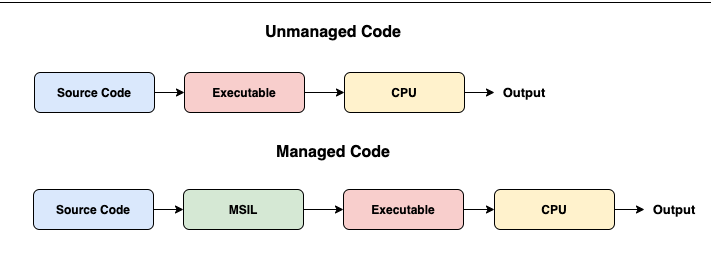 Unmanaged Code
Source Code
Executable
CPU
Output
Managed Code
Source Code
MSIL
Executable
CPU
Output